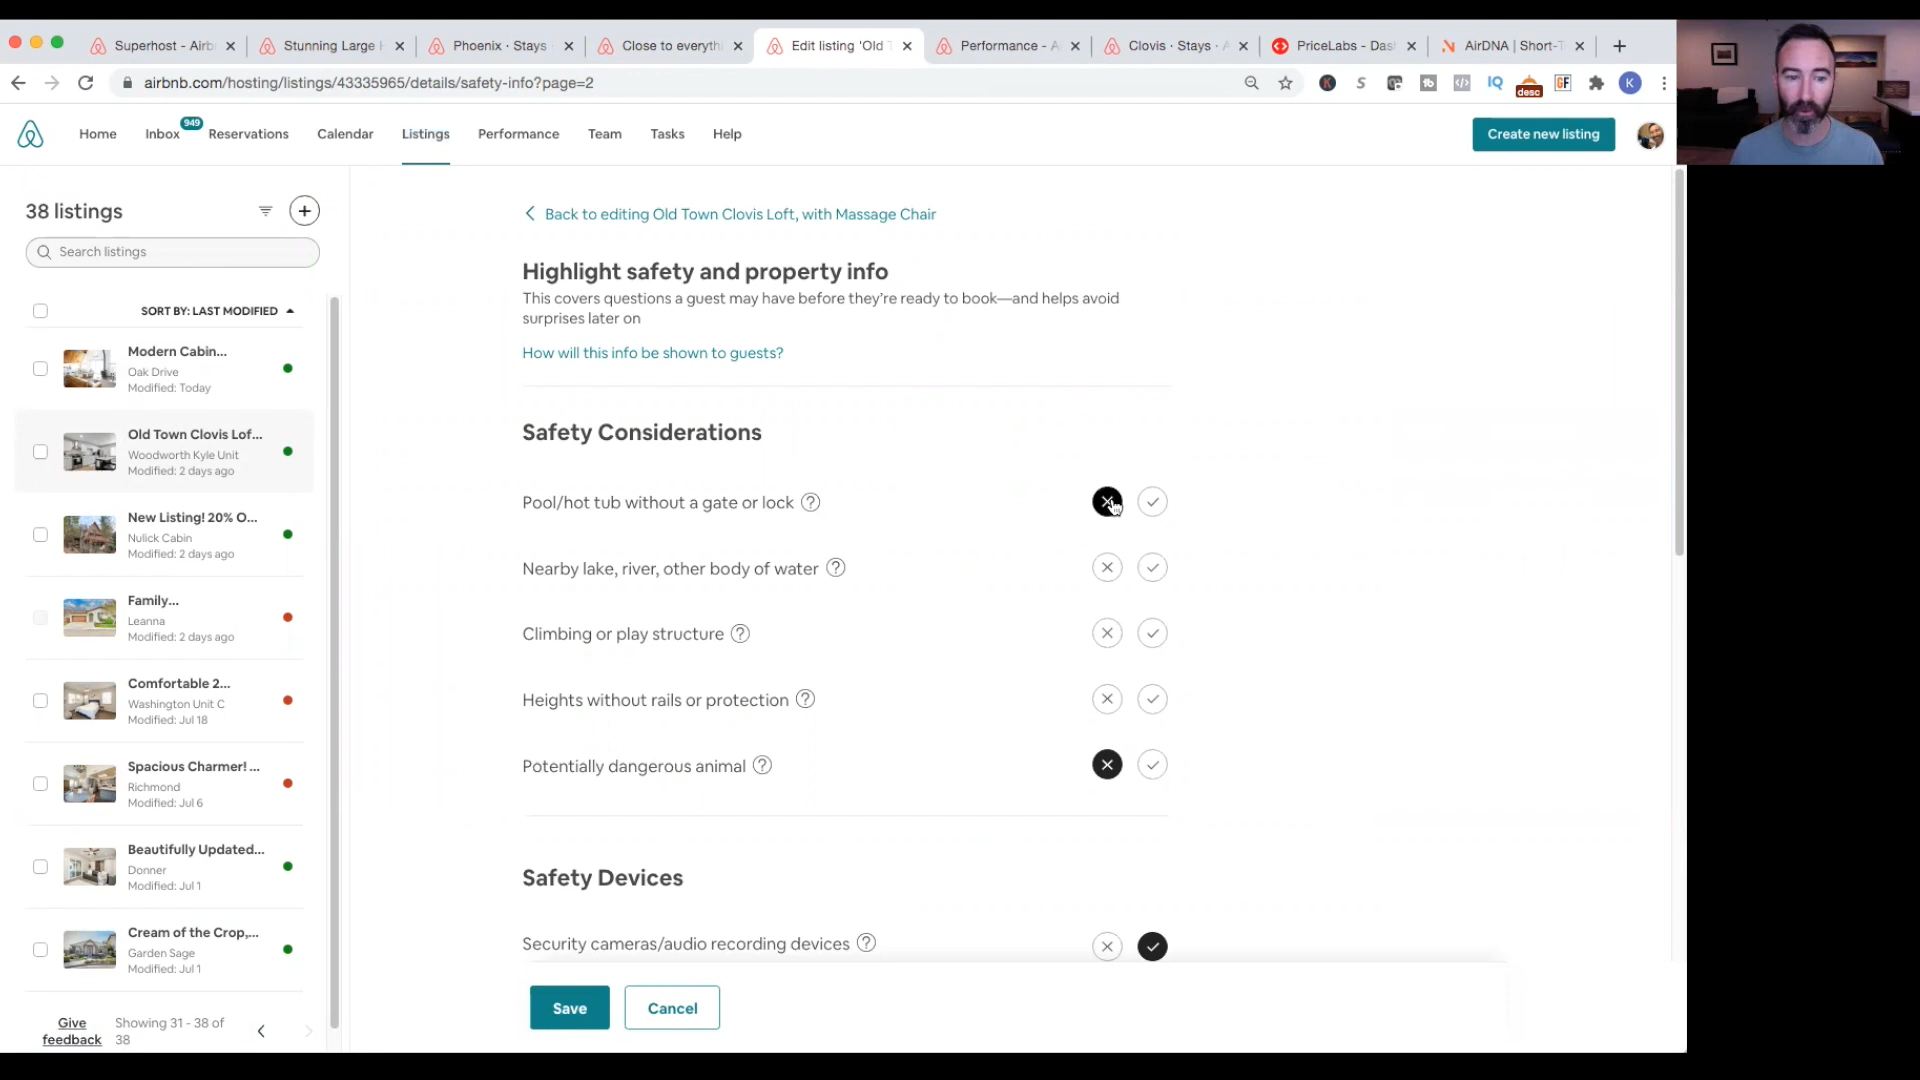 Superhost - Airb
Stunning Large H
Phoenix · Stays
Close to everythi
Edit listing 'Old T
Performance - A
Clovis · Stays · A
PriceLabs - Das
AirDNA | Short-T
airbnb.com/hosting/listings/43335965/details/safety-info?page=2
S
IQ
desc
GF
K
Home
Inbox
949
Reservations
Calendar
Listings
Performance
Team
Tasks
Help
Create new listing
38 listings
Search listings
SORT BY: LAST MODIFIED
Modern Cabin...
Oak Drive
Modified: Today
Old Town Clovis Lof...
Woodworth Kyle Unit
Modified: 2 days ago
New Listing! 20% O...
Nulick Cabin
Modified: 2 days ago
Family...
Leanna
Modified: 2 days ago
Comfortable 2...
Washington Unit C
Modified: Jul 18
Spacious Charmer! ...
Richmond
Modified: Jul 6
Beautifully Updated...
Donner
Modified: Jul 1
Cream of the Crop,...
Garden Sage
Modified: Jul 1
Give
feedback
Showing 31 - 38 of
38
Back to editing Old Town Clovis Loft, with Massage Chair
Highlight safety and property info
This covers questions a guest may have before they're ready to book—and helps avoid
surprises later on
How will this info be shown to guests?
Safety Considerations
Pool/hot tub without a gate or lock
Nearby lake, river, other body of water
Climbing or play structure
Heights without rails or protection
Potentially dangerous animal
Safety Devices
Security cameras/audio recording devices
Save
Cancel